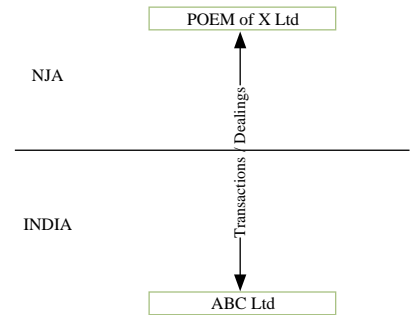 POEM of X Ltd
NJA
Transactions / Dealings
INDIA
ABC Ltd